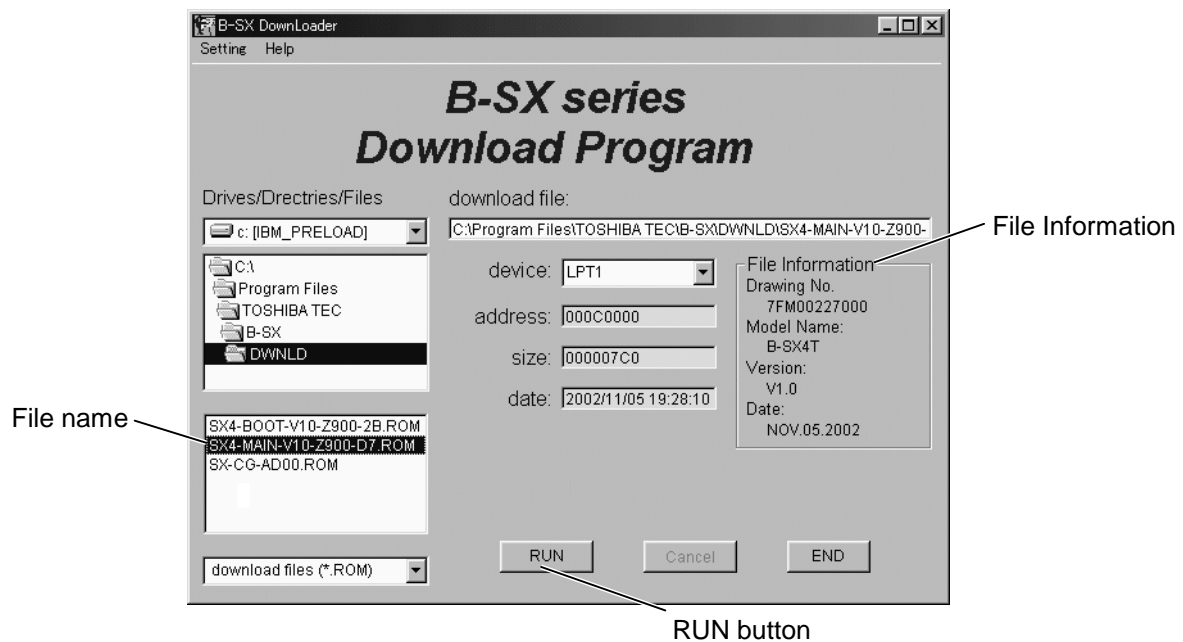 B-SX DownLoader
Setting Help
B-SX series
Download Program
Drives/Drectries/Files
c: [IBM_PRELOAD]
C:\
Program Files
TOSHIBA TEC
B-SX
DWNLD
File name
SX4-BOOT-V10-Z900-2B.ROM
SX4-MAIN-V10-Z900-D7.ROM
SX-CG-AD00.ROM
download files (*.ROM)
download file:
C:\Program Files\TOSHIBA TEC\B-SX\DWNLD\SX4-MAIN-V10-Z900-
device: LPT1
address: 000C0000
size: 000007C0
date: 2002/11/05 19:28:10
File Information
File Information
Drawing No.
7FM00227000
Model Name:
B-SX4T
Version:
V1.0
Date:
NOV.05.2002
RUN Cancel END
RUN button